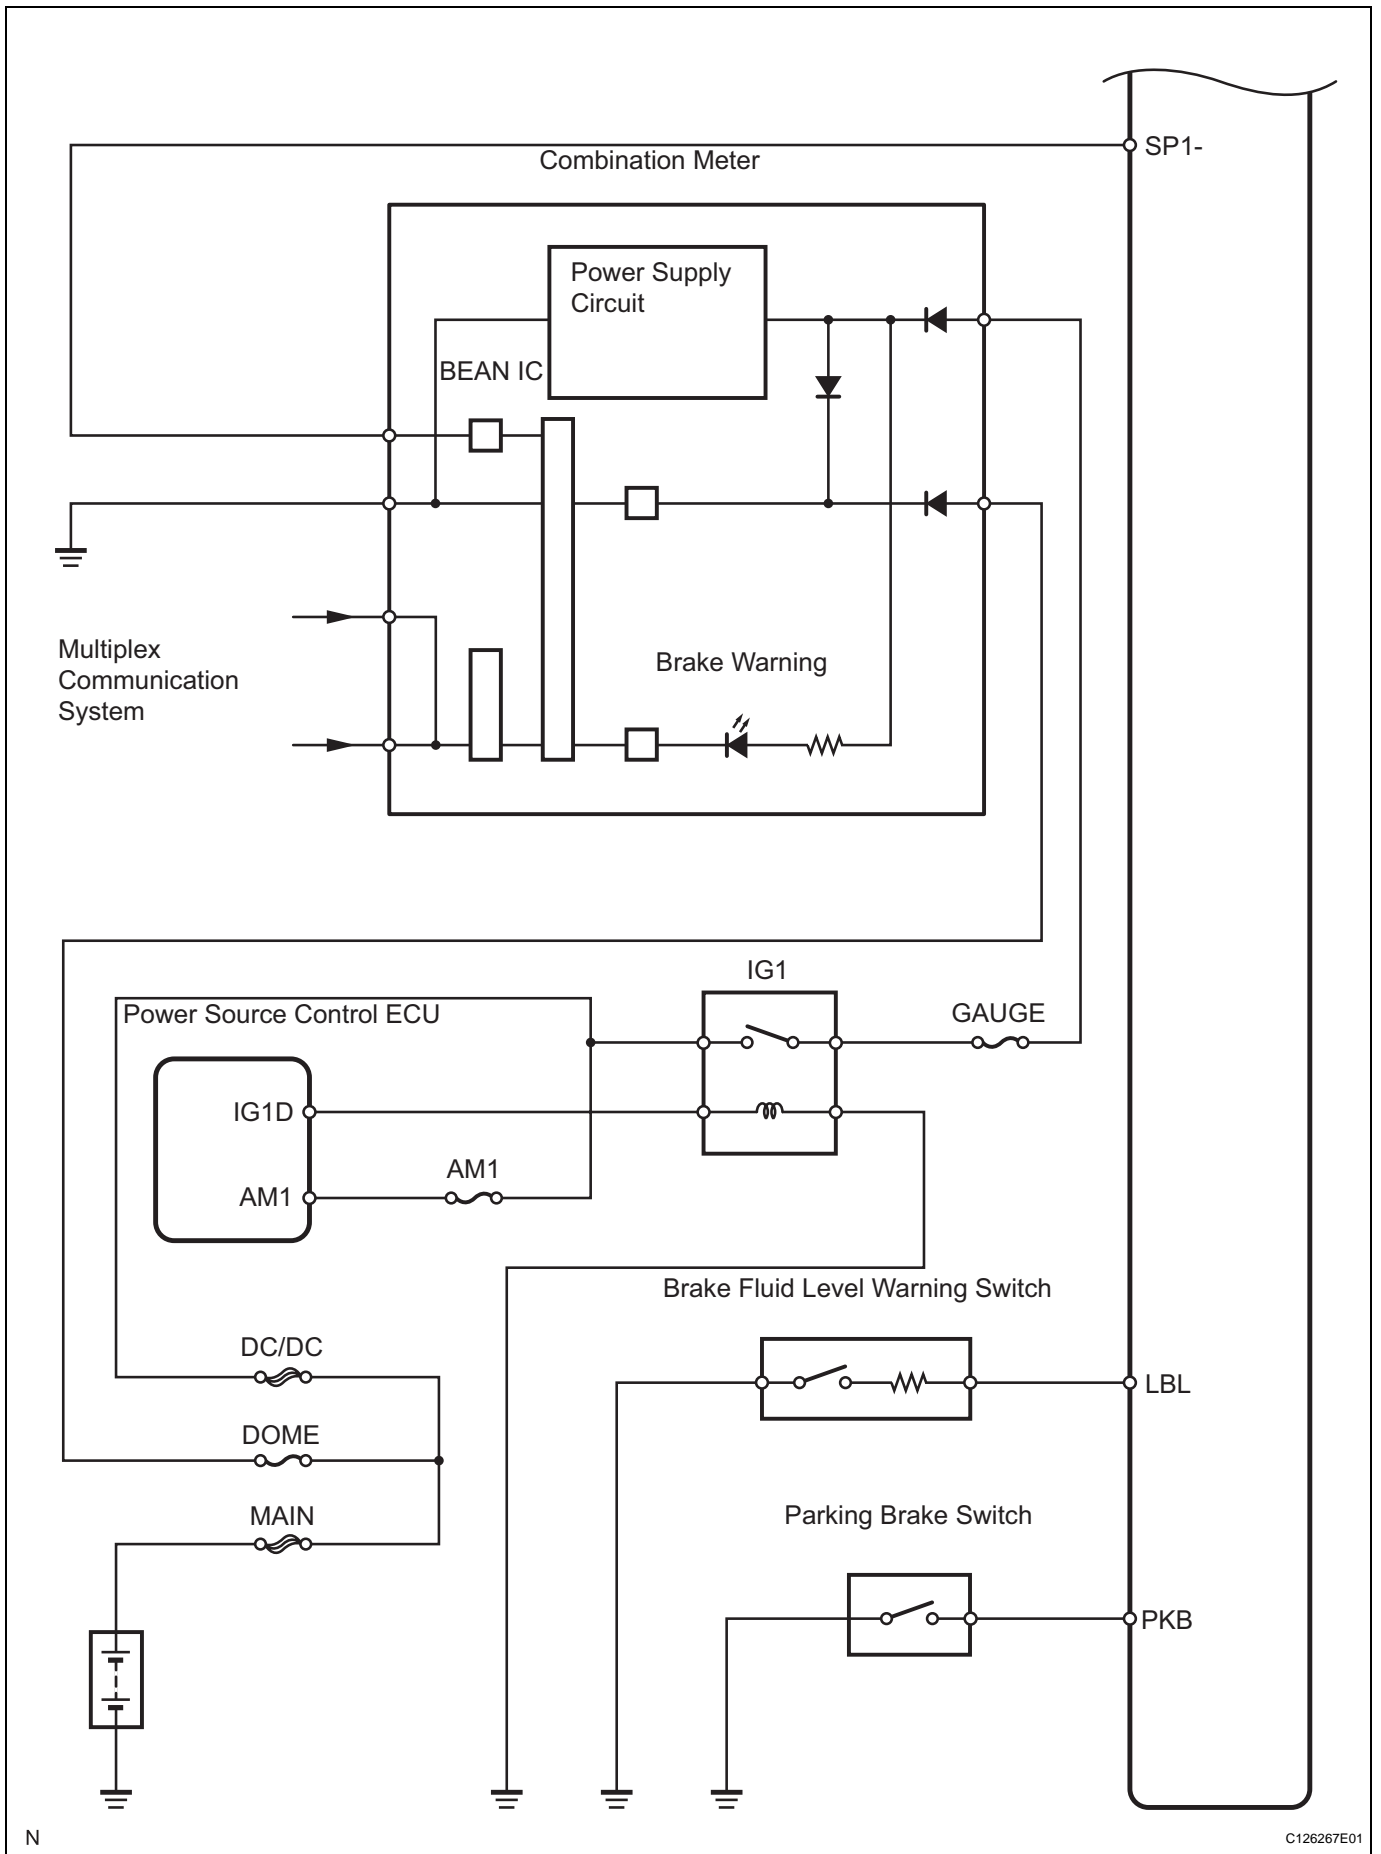 SP1-
Combination Meter
Power Supply
Circuit
BEAN IC
Multiplex
Communication
System
Brake Warning
IG1
Power Source Control ECU
GAUGE
IG1D
AM1
AM1
Brake Fluid Level Warning Switch
DC/DC
LBL
DOME
MAIN
Parking Brake Switch
PKB
N
C126267E01